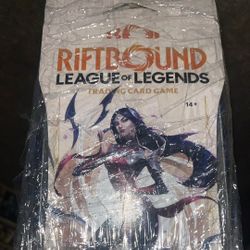 RIFTBOUND
LEAGUE OF LEGENDS
TRADING CARD GAME
14+